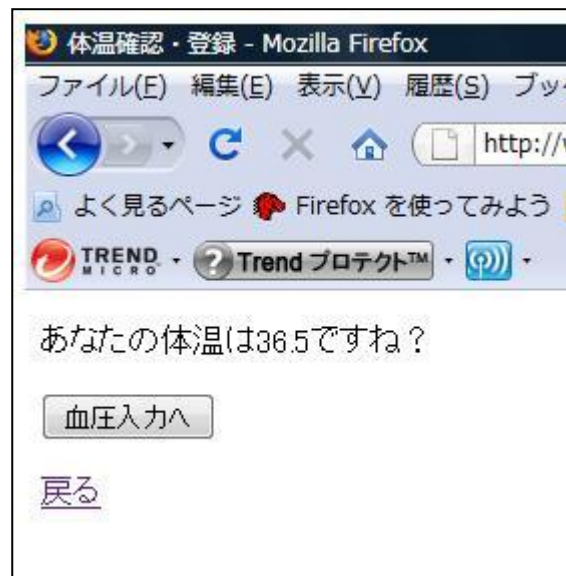 体温確認・登録 - Mozilla Firefox
ファイル(F) 編集(E) 表示(V) 履歴(S) ブッ
http://
よく見るページ Firefox を使ってみよう
TREND MICRO Trend プロテクト™
あなたの体温は36.5ですね？
血圧入力へ
戻る